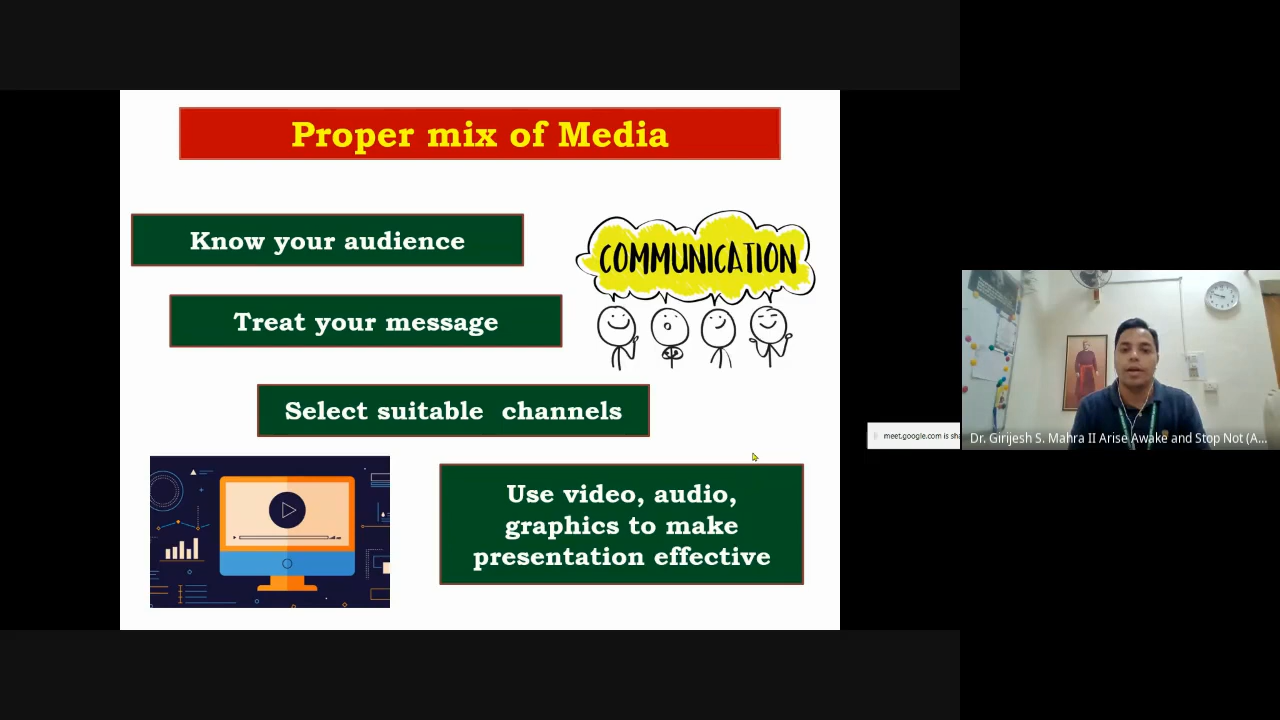 Proper mix of Media
Know your audience
COMMUNICATION
Treat your message
Select suitable channels
Use video, audio,
graphics to make
presentation effective
meet.google.com is sha
Dr. Girijesh S. Mahra II Arise Awake and Stop Not (A...